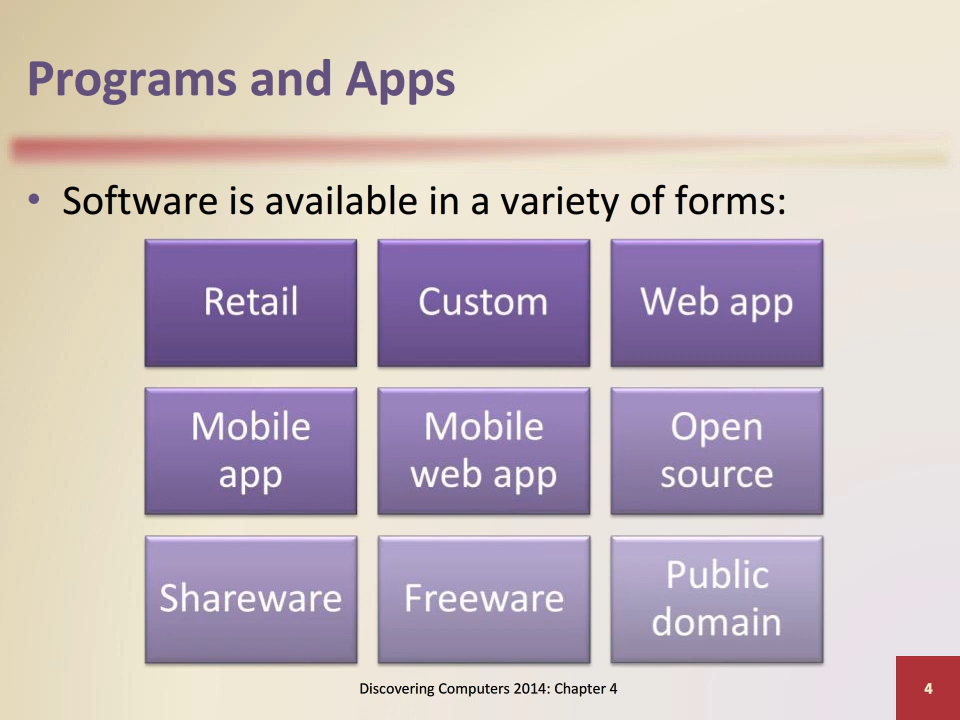 Programs and Apps
• Software is available in a variety of forms:
Retail
Custom
Web app
Mobile
app
Mobile
web app
Open
source
Shareware
Freeware
Public
domain
Discovering Computers 2014: Chapter 4
4